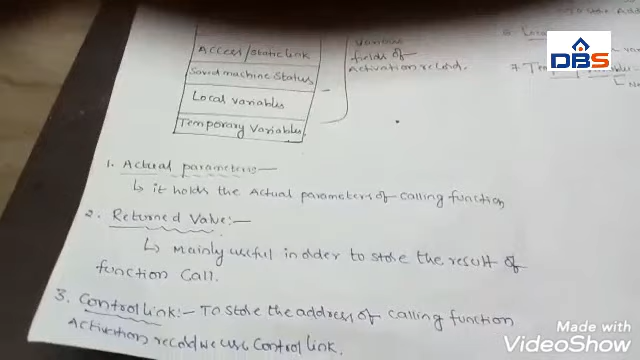 Access/Static link
Saved machine Status
Local variables
Temporary Variables
various
fields of
Activation record.
DBS
1. Actual parameters:—
↳ it holds the Actual parameters of calling function
2. Returned Value:—
↳ Mainly useful in order to store the result of
function Call.
3. Control link:- To store the address of calling function
Activation record we use Control link.
Made with
VideoShow